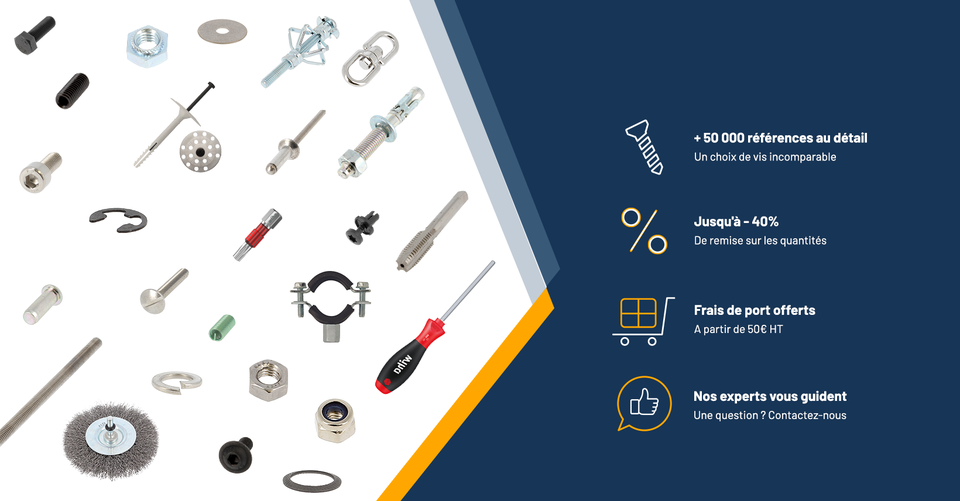 + 50 000 références au détail
Un choix de vis incomparable
Jusqu'à - 40%
De remise sur les quantités
Frais de port offerts
A partir de 50€ HT
Nos experts vous guident
Une question ? Contactez-nous